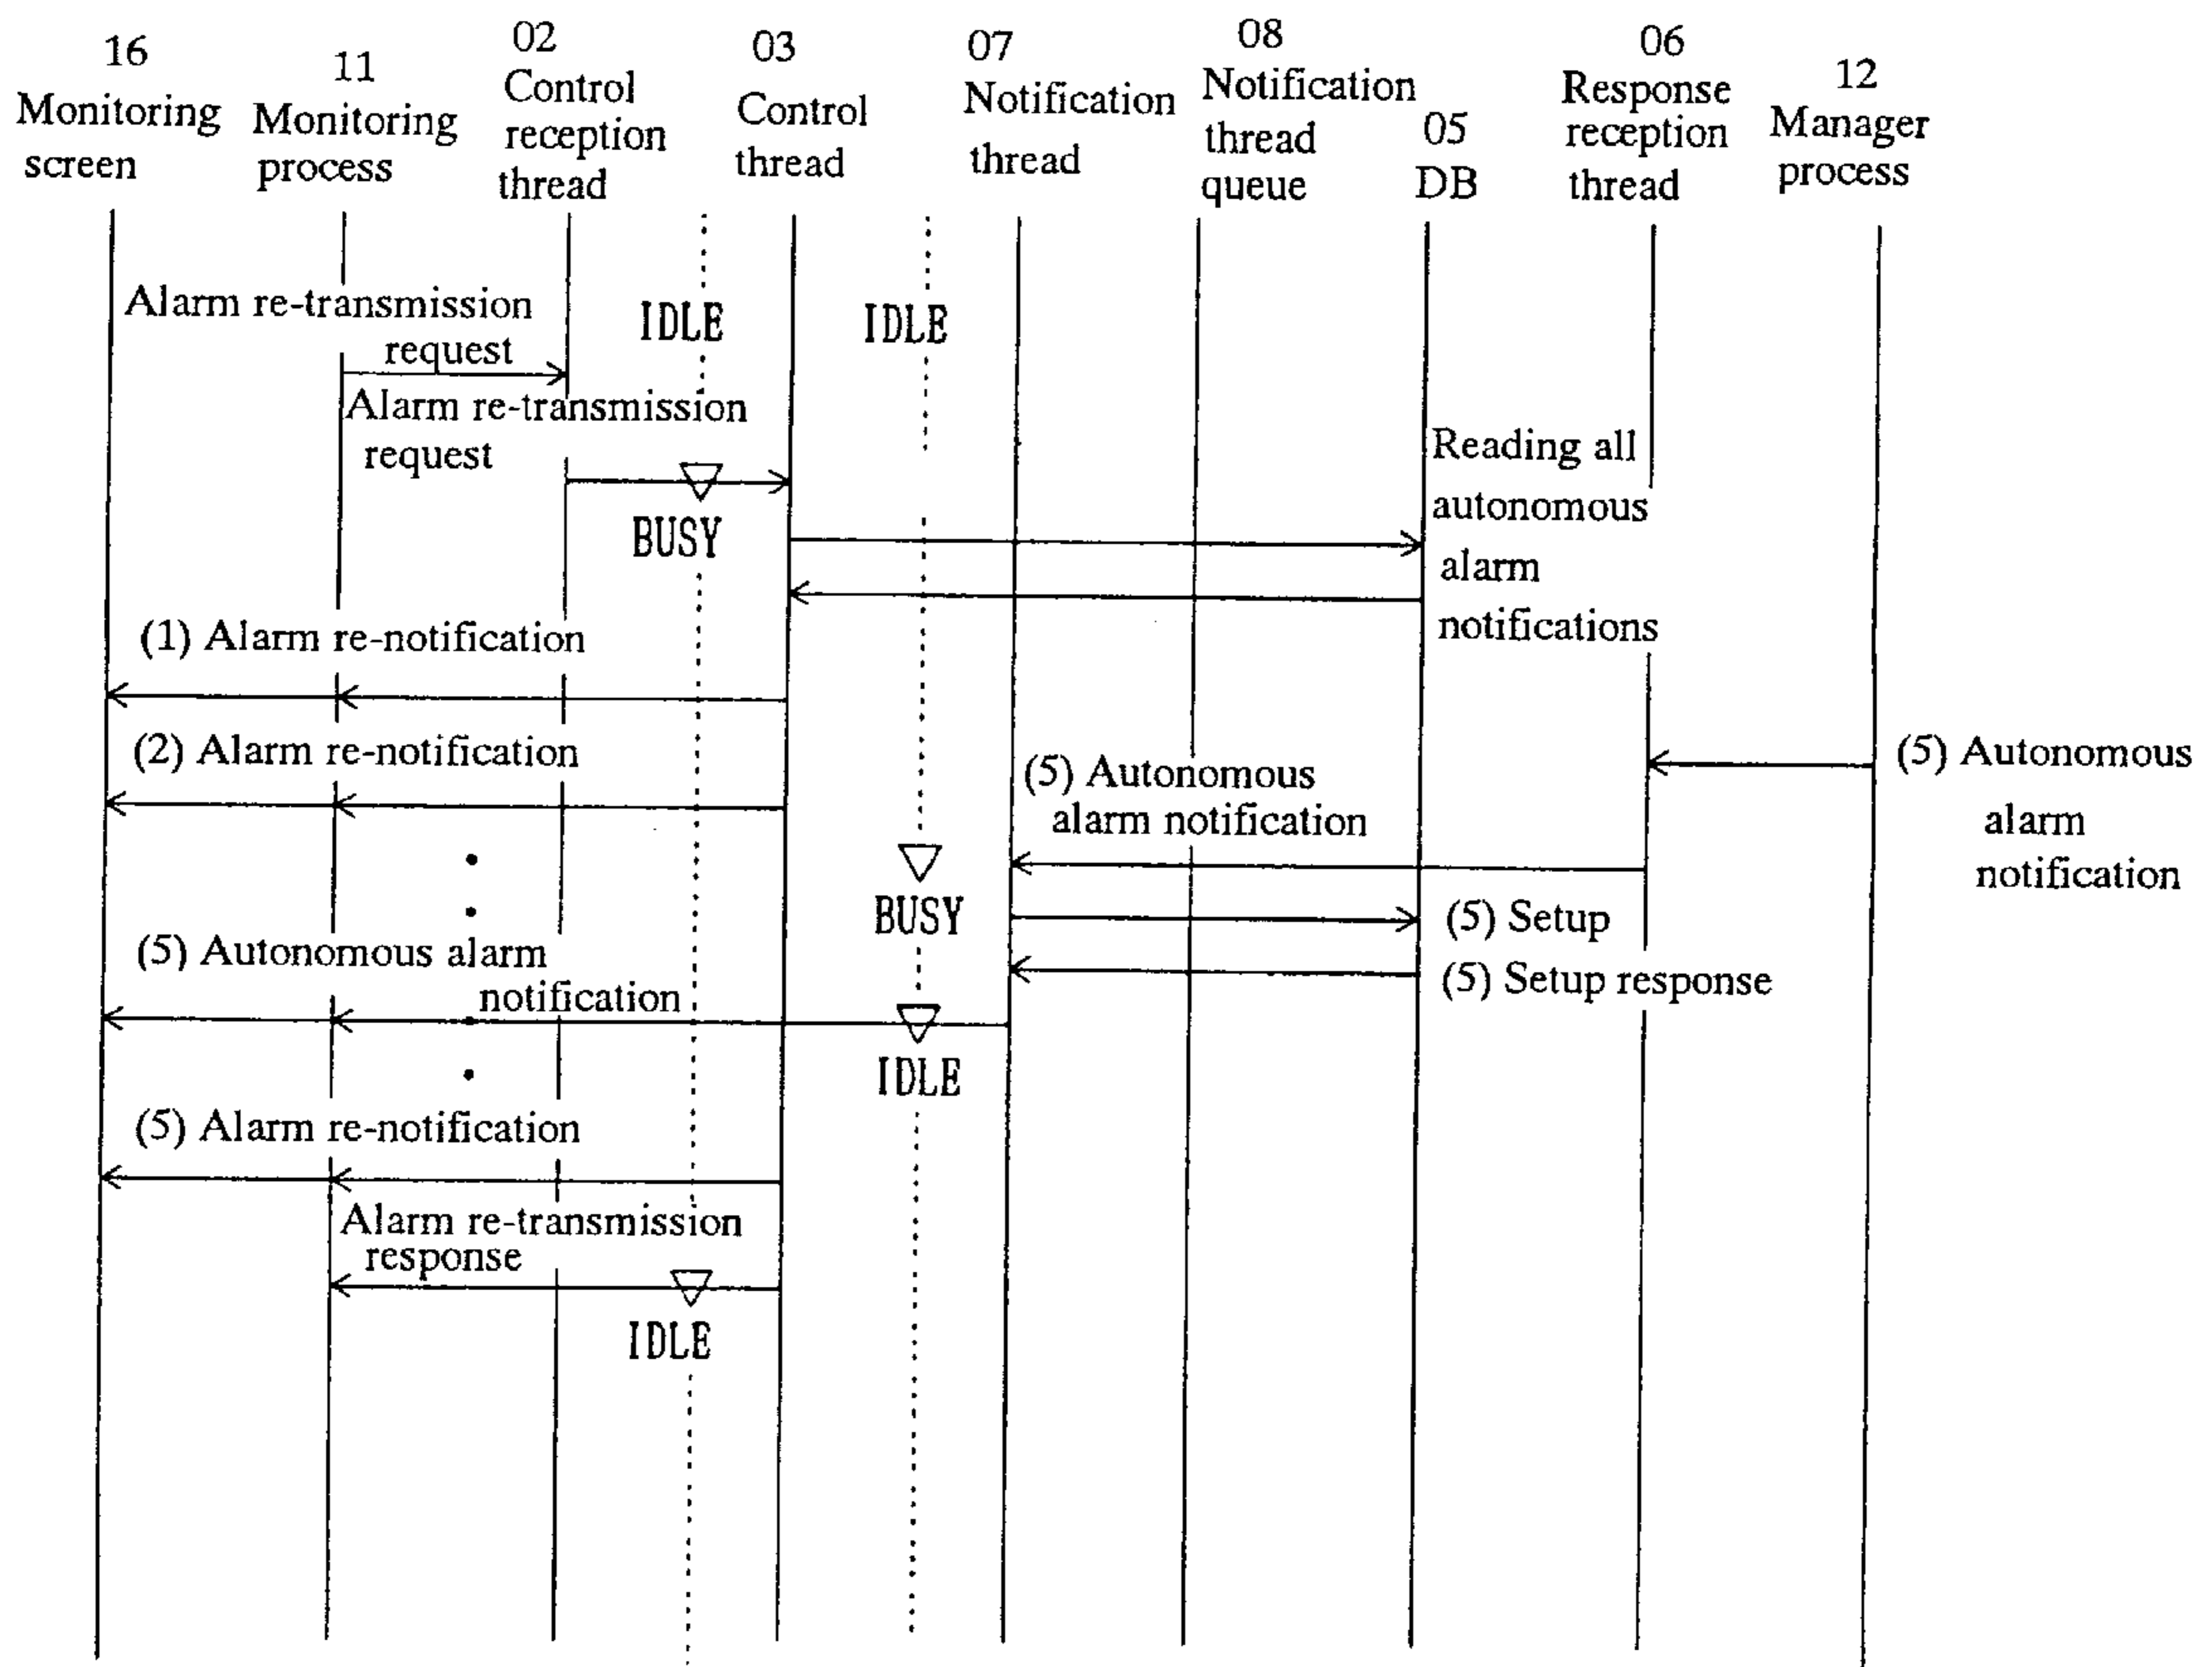 16
Monitoring
screen
11
Monitoring
process
02
Control
reception
thread
03
Control
thread
07
Notification
thread
08
Notification
thread
queue
05
DB
06
Response
reception
thread
12
Manager
process
Alarm re-transmission
request
IDLE
IDLE
Alarm re-transmission
request
BUSY
Reading all
autonomous
alarm
notifications
(1) Alarm re-notification
(2) Alarm re-notification
(5) Autonomous
alarm
notification
(5) Autonomous
alarm notification
BUSY
(5) Setup
(5) Setup response
(5) Autonomous alarm
notification
IDLE
(5) Alarm re-notification
Alarm re-transmission
response
IDLE